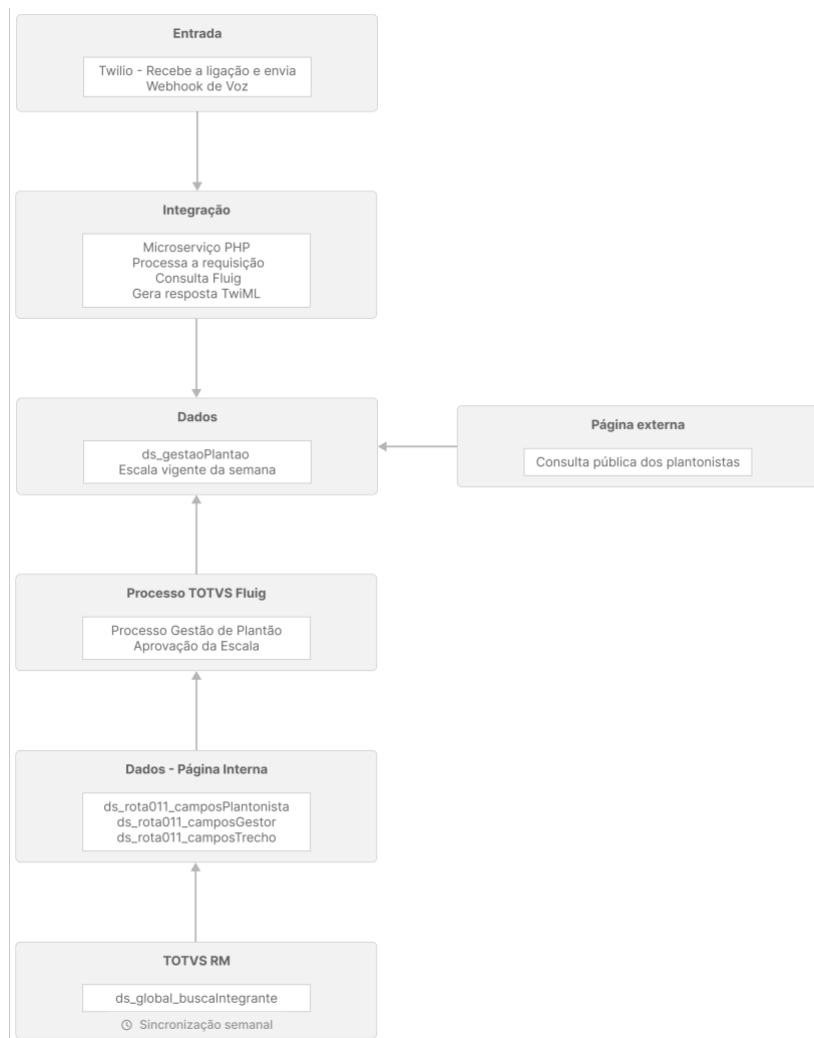 Entrada
Twilio - Recebe a ligação e envia
Webhook de Voz
Integração
Microserviço PHP
Processa a requisição
Consulta Fluig
Gera resposta TwiML
Dados
ds_gestaoPlantao
Escala vigente da semana
Página externa
Consulta pública dos plantonistas
Processo TOTVS Fluig
Processo Gestão de Plantão
Aprovação da Escala
Dados - Página Interna
ds_rota011_camposPlantonista
ds_rota011_camposGestor
ds_rota011_camposTrecho
TOTVS RM
ds_global_buscaIntegrante
Sincronização semanal